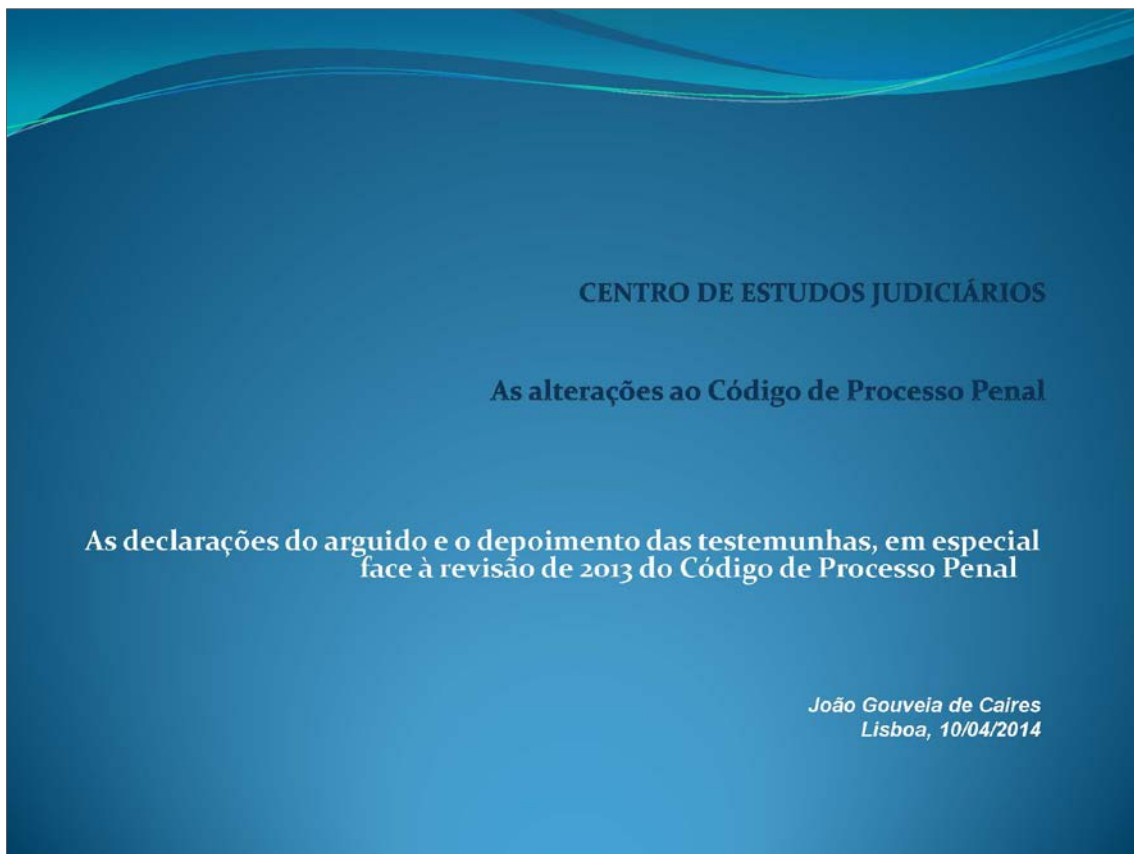 CENTRO DE ESTUDOS JUDICIÁRIOS
As alterações ao Código de Processo Penal
As declarações do arguido e o depoimento das testemunhas, em especial
face à revisão de 2013 do Código de Processo Penal
João Gouveia de Caires
Lisboa, 10/04/2014